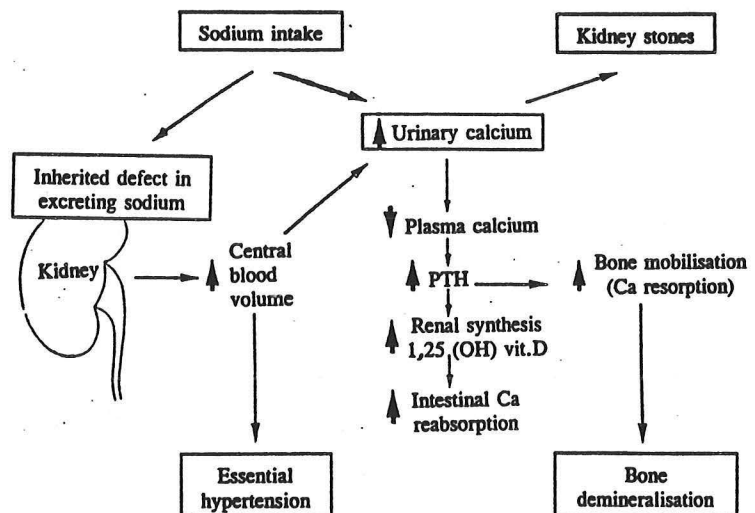 Sodium intake
Kidney stones
Urinary calcium
Inherited defect in
excreting sodium
Plasma calcium
Kidney
Central
blood
volume
PTH
Bone mobilisation
(Ca resorption)
Renal synthesis
1,25 (OH) vit.D
Intestinal Ca
reabsorption
Essential
hypertension
Bone
demineralisation